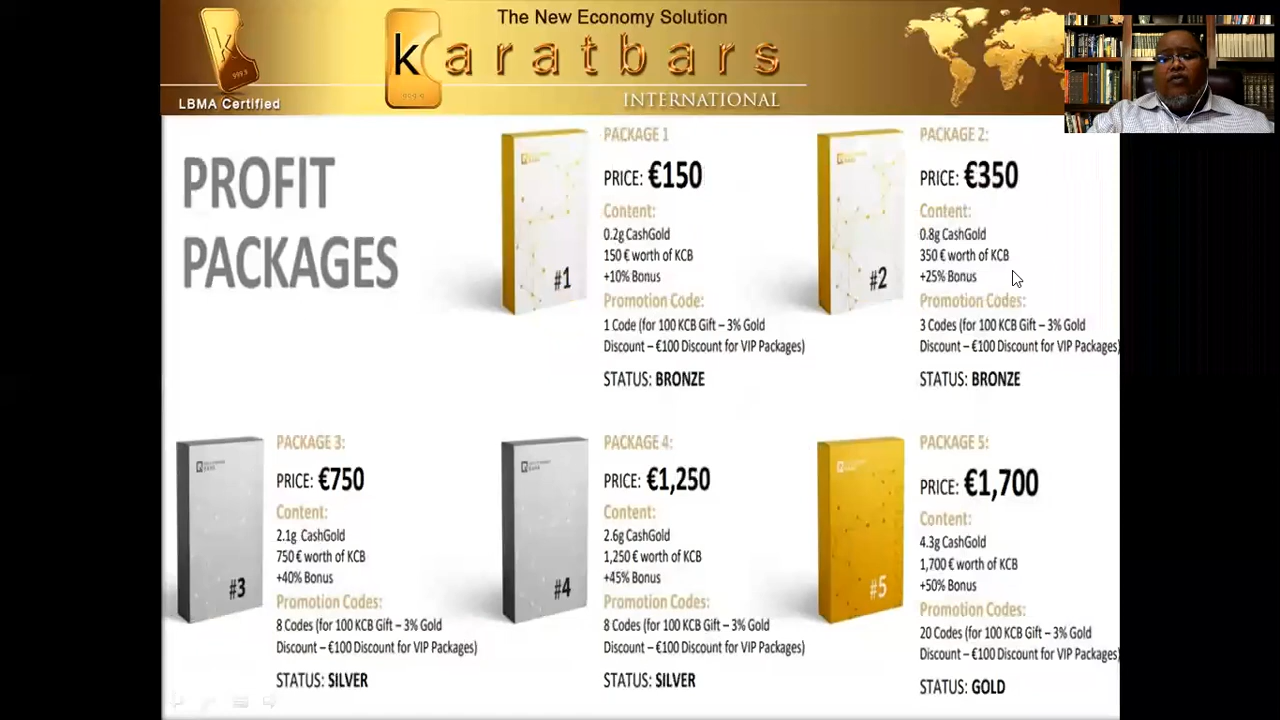 The New Economy Solution
karatbars
INTERNATIONAL
LBMA Certified
PROFIT
PACKAGES
PACKAGE 1
PRICE: €150
Content:
0.2g CashGold
150 € worth of KCB
+10% Bonus
Promotion Code:
1 Code (for 100 KCB Gift – 3% Gold
Discount – €100 Discount for VIP Packages)
STATUS: BRONZE
#1
PACKAGE 2:
PRICE: €350
Content:
0.8g CashGold
350 € worth of KCB
+25% Bonus
Promotion Codes:
3 Codes (for 100 KCB Gift – 3% Gold
Discount – €100 Discount for VIP Packages)
STATUS: BRONZE
#2
PACKAGE 3:
PRICE: €750
Content:
2.1g CashGold
750 € worth of KCB
+40% Bonus
Promotion Codes:
8 Codes (for 100 KCB Gift – 3% Gold
Discount – €100 Discount for VIP Packages)
STATUS: SILVER
#3
PACKAGE 4:
PRICE: €1,250
Content:
2.6g CashGold
1,250 € worth of KCB
+45% Bonus
Promotion Codes:
8 Codes (for 100 KCB Gift – 3% Gold
Discount – €100 Discount for VIP Packages)
STATUS: SILVER
#4
PACKAGE 5:
PRICE: €1,700
Content:
4.3g CashGold
1,700 € worth of KCB
+50% Bonus
Promotion Codes:
20 Codes (for 100 KCB Gift – 3% Gold
Discount – €100 Discount for VIP Packages)
STATUS: GOLD
#5